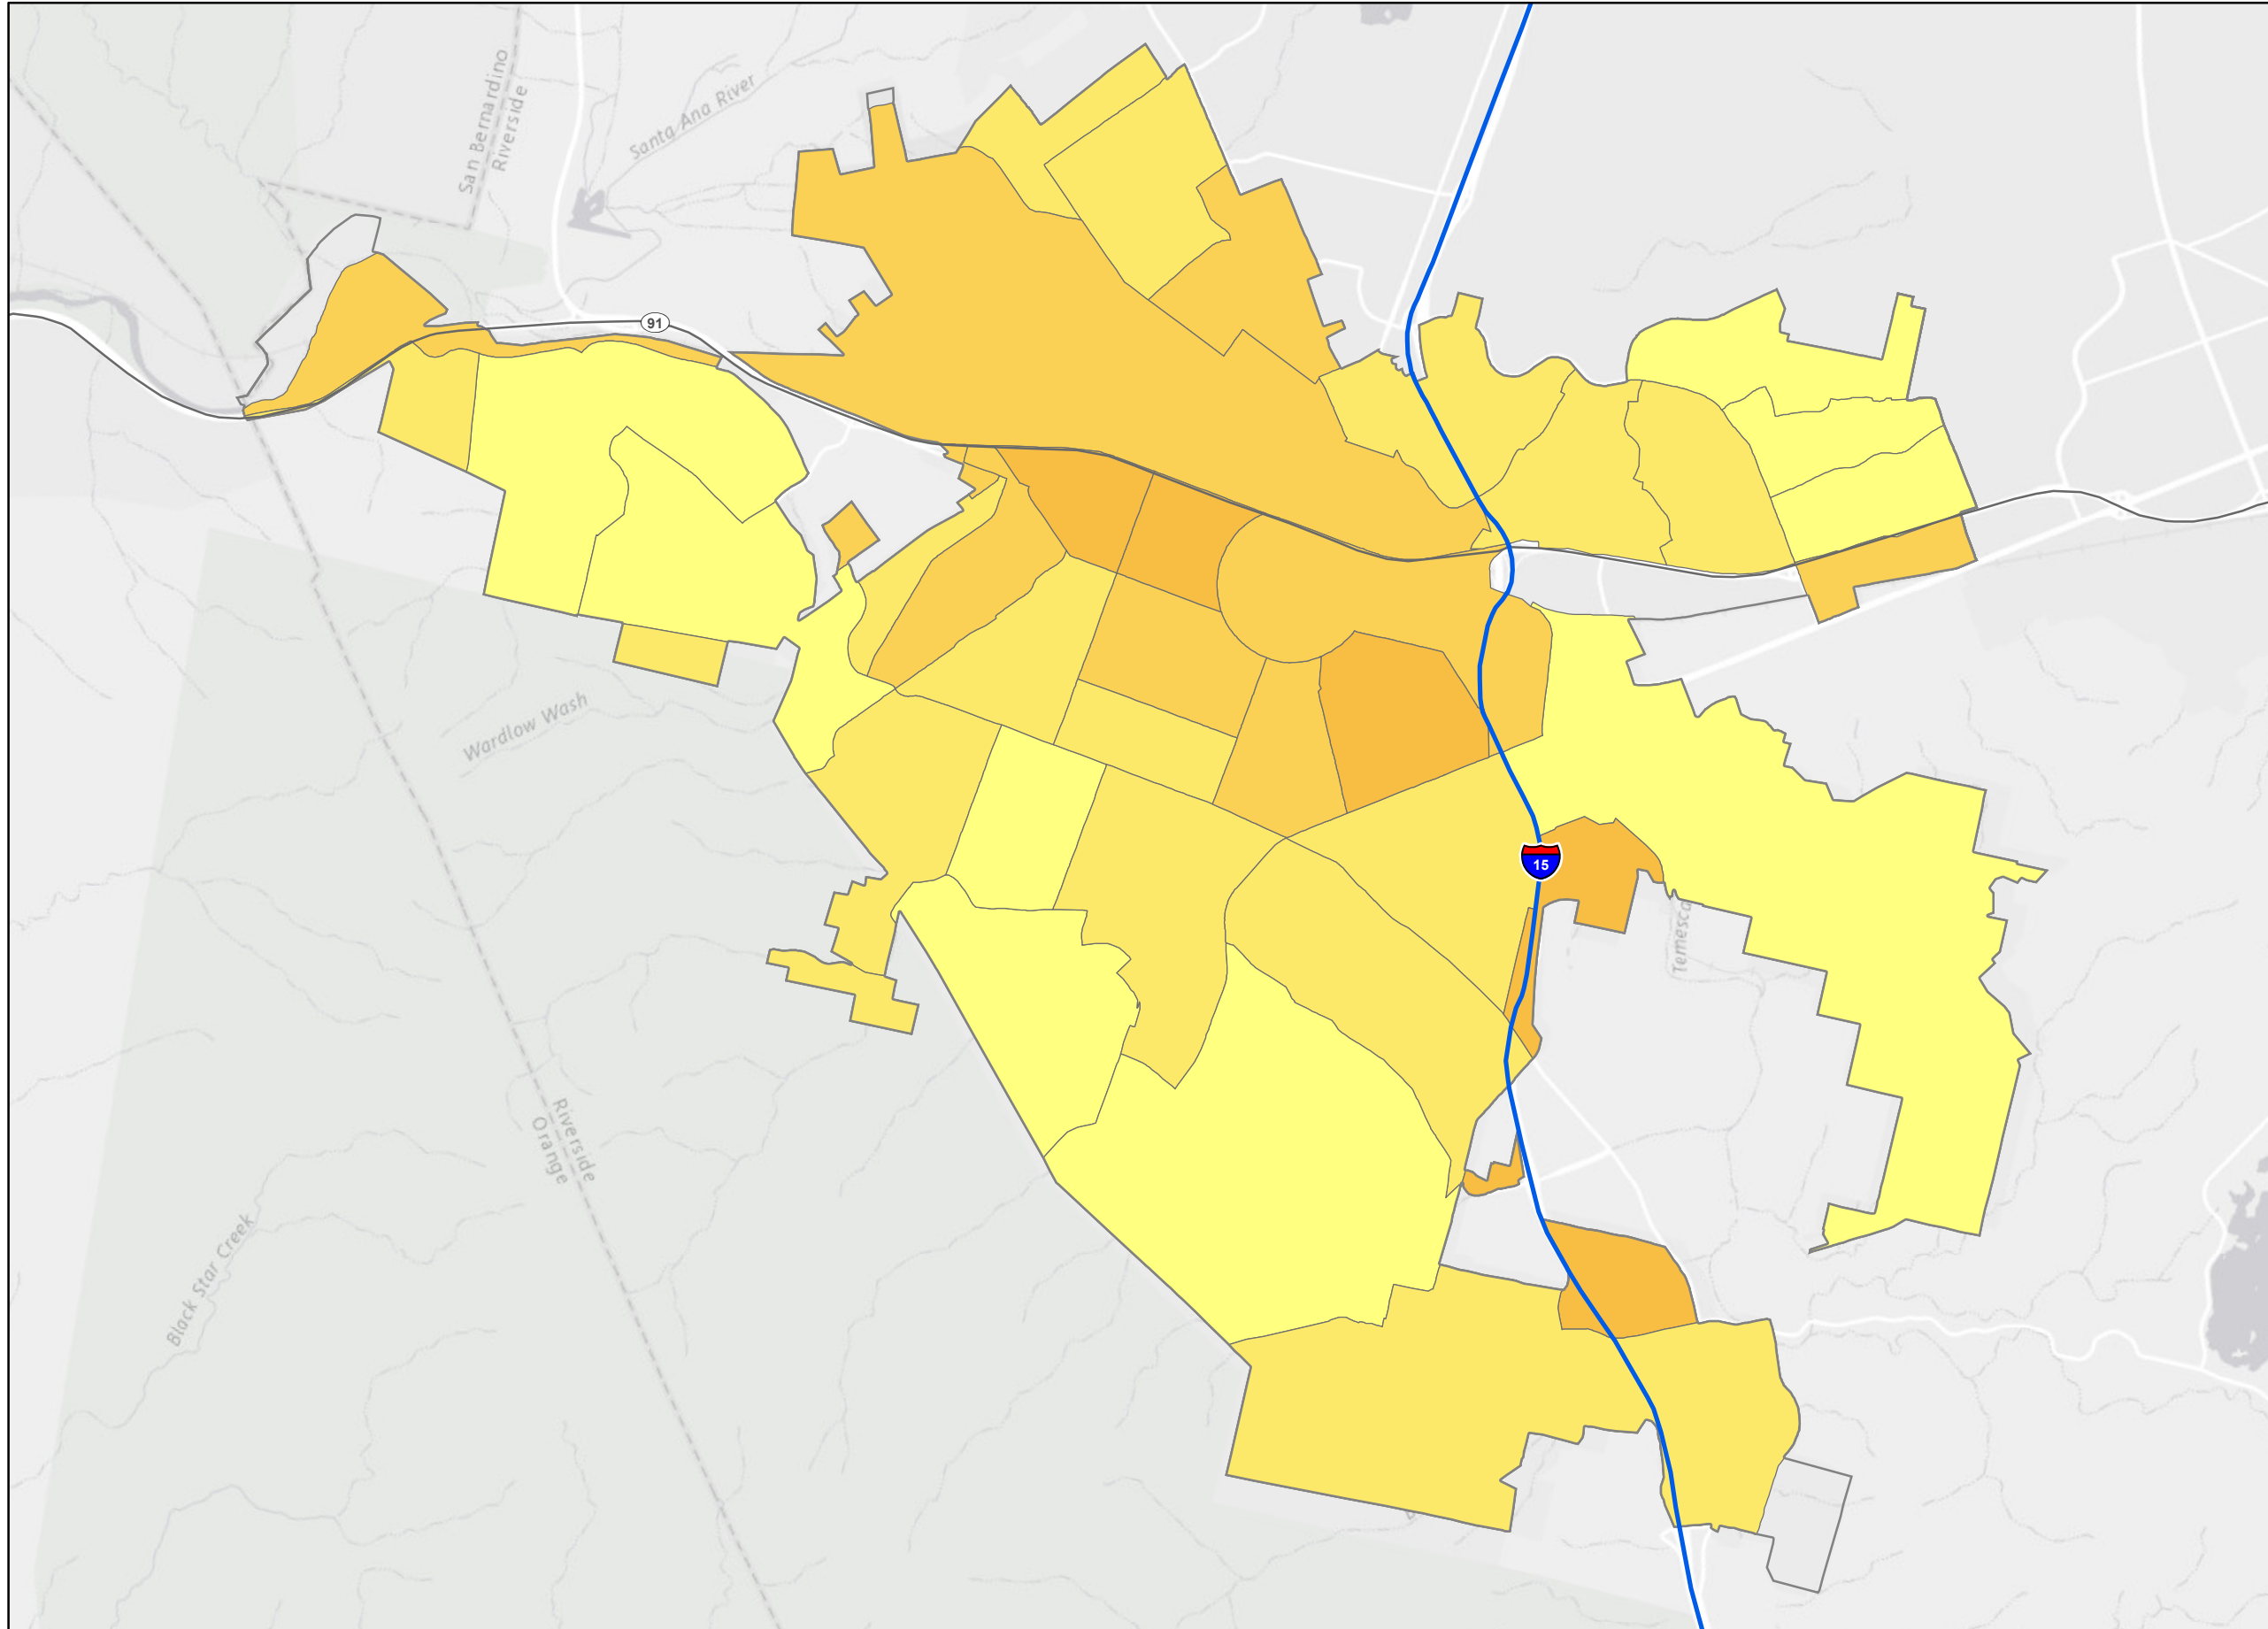 San Bernardino
Riverside
Santa Ana River
91
Wardlow Wash
15
Temesca
Riverside
Orange
Black Star Creek